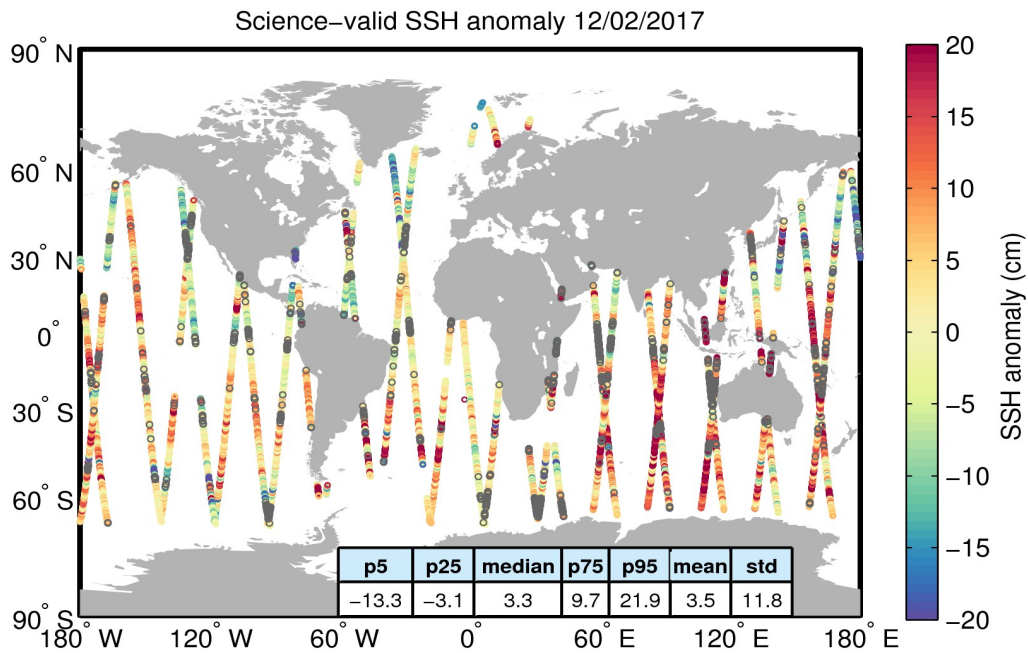 Science−valid SSH anomaly 12/02/2017
90° N
60° N
30° N
0°
30° S
60° S
90° S
180° W
120° W
60° W
0°
60° E
120° E
180° E
p5 p25 median p75 p95 mean std
−13.3 −3.1 3.3 9.7 21.9 3.5 11.8
20
15
10
5
0
−5
−10
−15
−20
SSH anomaly (cm)